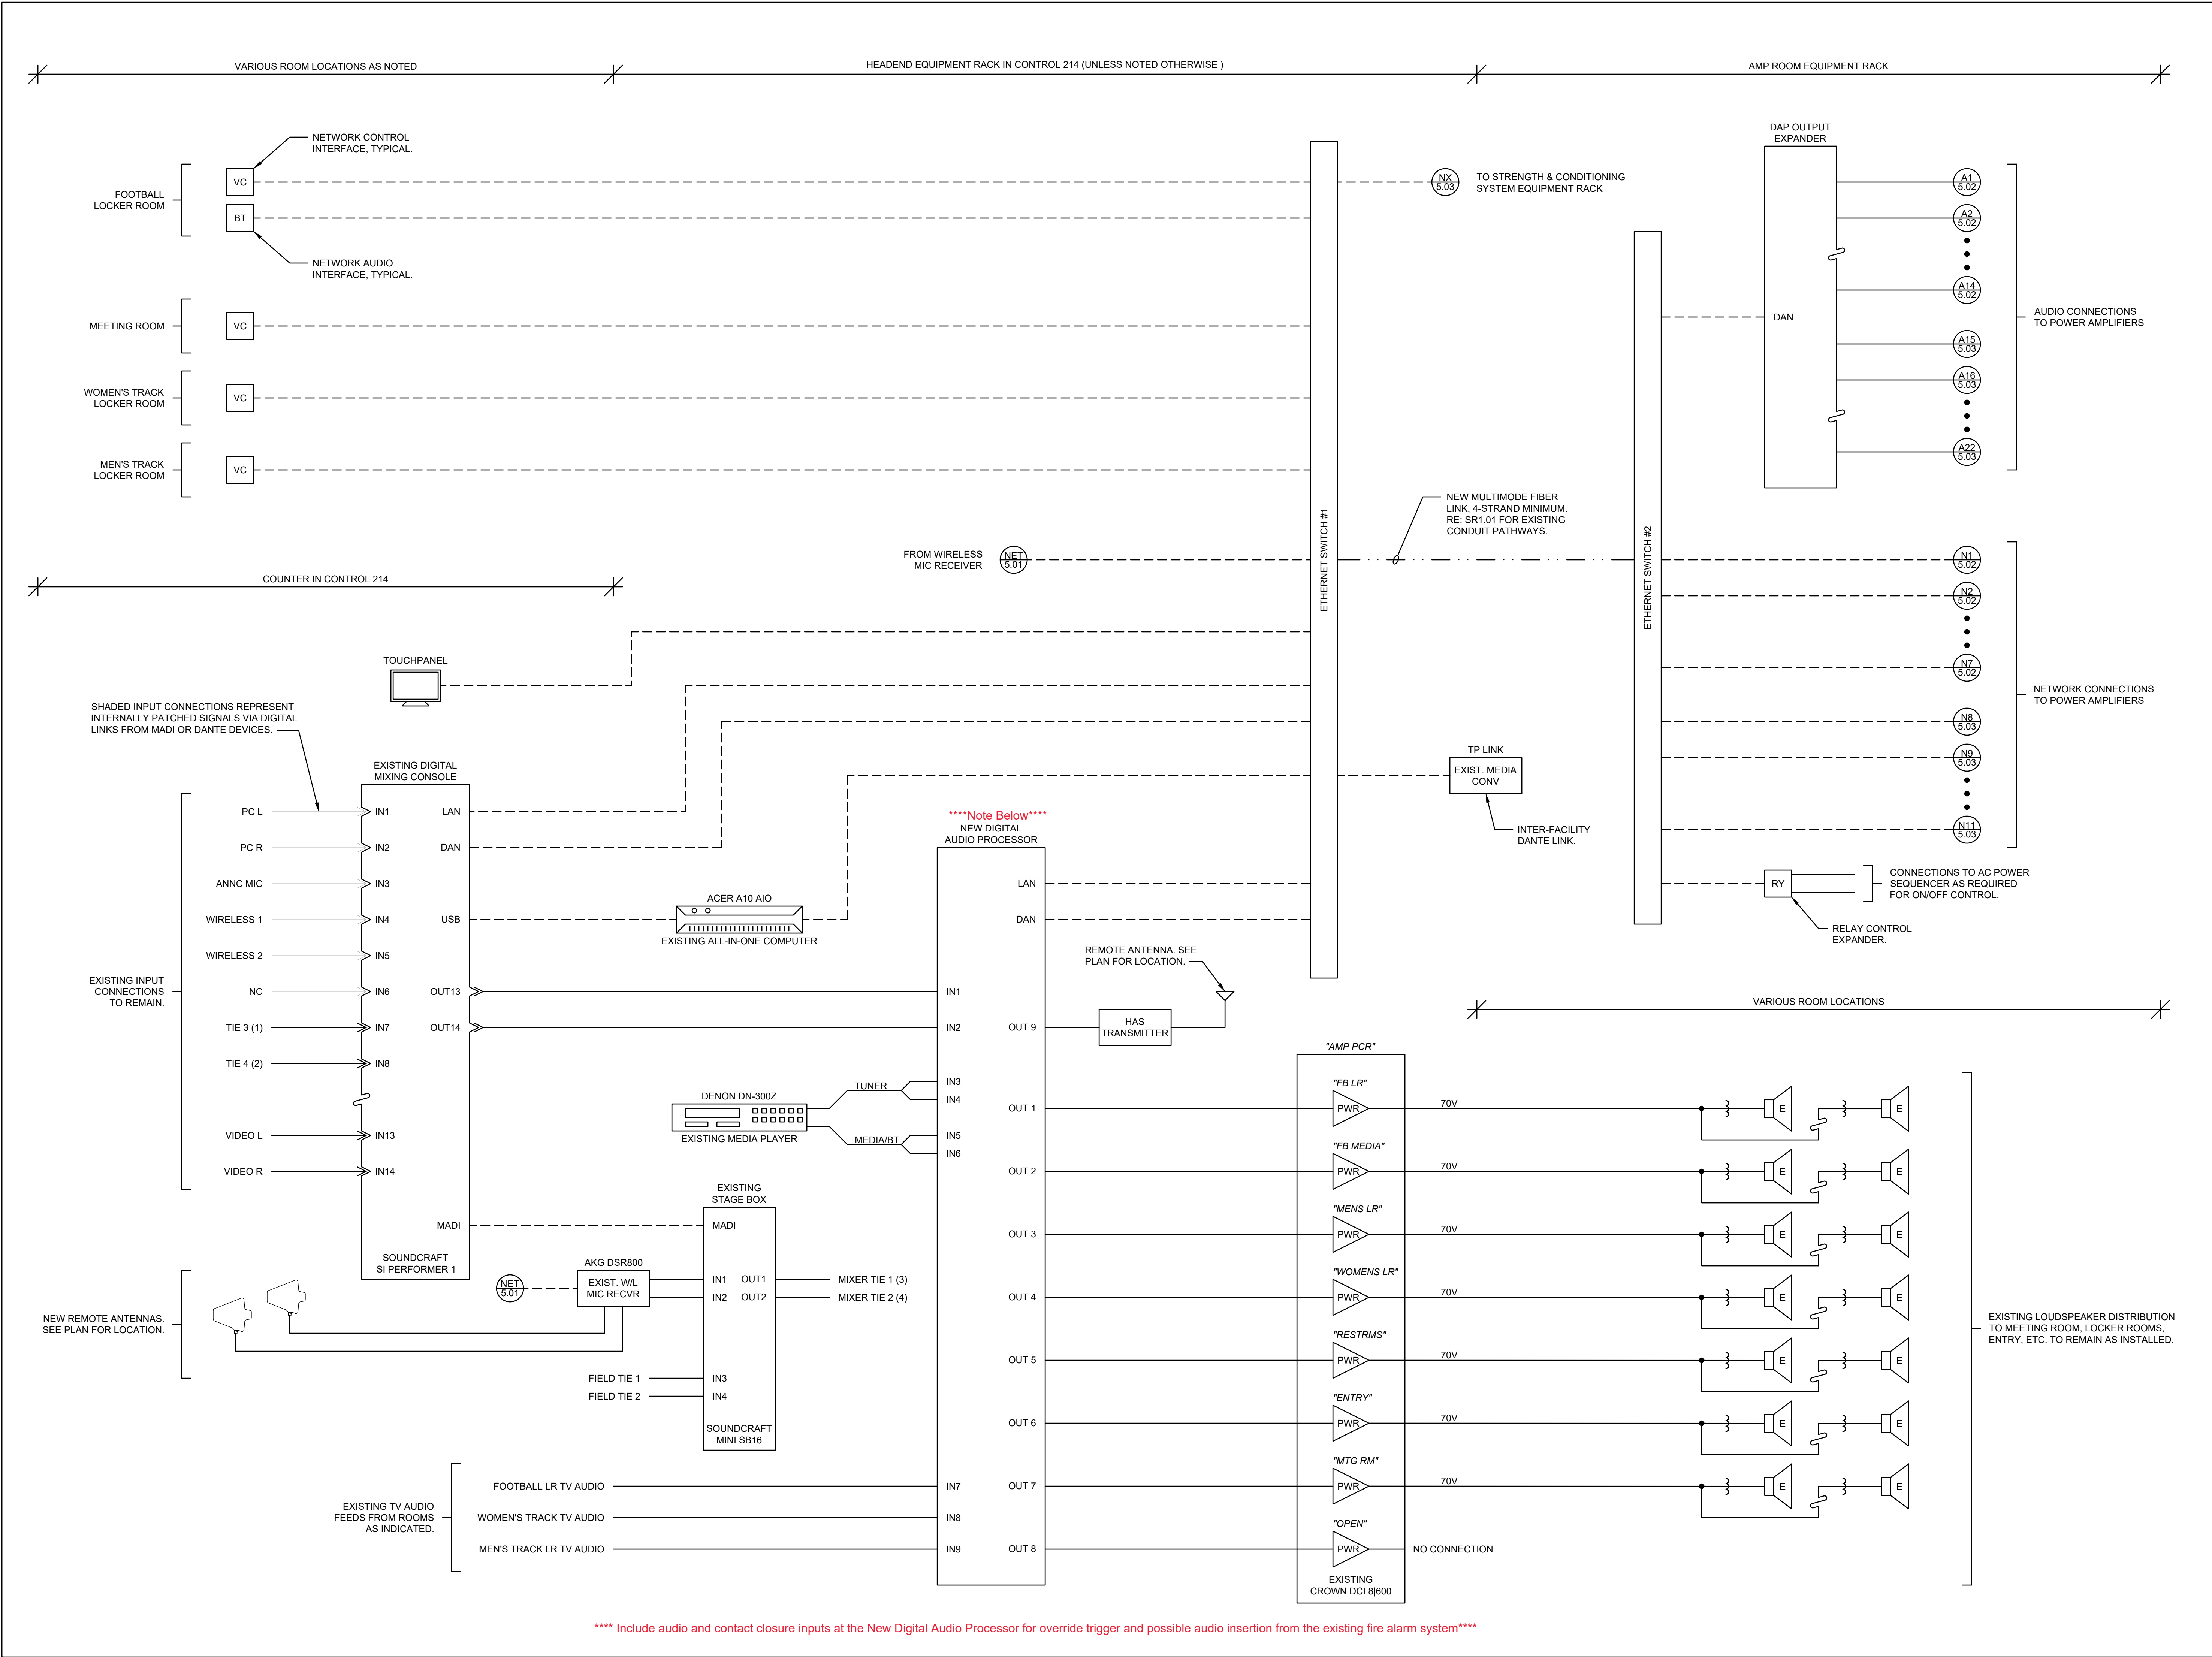 VARIOUS ROOM LOCATIONS AS NOTED
HEADEND EQUIPMENT RACK IN CONTROL 214 (UNLESS NOTED OTHERWISE )
AMP ROOM EQUIPMENT RACK
NETWORK CONTROL
INTERFACE, TYPICAL.
FOOTBALL
LOCKER ROOM
VC
BT
NETWORK AUDIO
INTERFACE, TYPICAL.
MEETING ROOM
VC
WOMEN'S TRACK
LOCKER ROOM
VC
MEN'S TRACK
LOCKER ROOM
VC
NX
5.03
TO STRENGTH & CONDITIONING
SYSTEM EQUIPMENT RACK
DAP OUTPUT
EXPANDER
DAN
A1
5.02
A2
5.02
A14
5.02
A15
5.03
A16
5.03
A22
5.03
AUDIO CONNECTIONS
TO POWER AMPLIFIERS
FROM WIRELESS
MIC RECEIVER
NET
5.01
ETHERNET SWITCH #1
NEW MULTIMODE FIBER
LINK, 4-STRAND MINIMUM.
RE: SR1.01 FOR EXISTING
CONDUIT PATHWAYS.
ETHERNET SWITCH #2
N1
5.02
N2
5.02
N7
5.02
N8
5.03
N9
5.03
N11
5.03
NETWORK CONNECTIONS
TO POWER AMPLIFIERS
RY
CONNECTIONS TO AC POWER
SEQUENCER AS REQUIRED
FOR ON/OFF CONTROL.
RELAY CONTROL
EXPANDER.
TP LINK
EXIST. MEDIA
CONV
INTER-FACILITY
DANTE LINK.
COUNTER IN CONTROL 214
TOUCHPANEL
SHADED INPUT CONNECTIONS REPRESENT
INTERNALLY PATCHED SIGNALS VIA DIGITAL
LINKS FROM MADI OR DANTE DEVICES.
EXISTING DIGITAL
MIXING CONSOLE
EXISTING INPUT
CONNECTIONS
TO REMAIN.
PC L
IN1
LAN
PC R
IN2
DAN
ANNC MIC
IN3
WIRELESS 1
IN4
USB
WIRELESS 2
IN5
NC
IN6
OUT13
TIE 3 (1)
IN7
OUT14
TIE 4 (2)
IN8
VIDEO L
IN13
VIDEO R
IN14
MADI
SOUNDCRAFT
SI PERFORMER 1
ACER A10 AIO
EXISTING ALL-IN-ONE COMPUTER
DENON DN-300Z
EXISTING MEDIA PLAYER
TUNER
MEDIA/BT
EXISTING
STAGE BOX
MADI
IN1
OUT1
IN2
OUT2
MIXER TIE 1 (3)
MIXER TIE 2 (4)
IN3
IN4
SOUNDCRAFT
MINI SB16
FIELD TIE 1
FIELD TIE 2
AKG DSR800
EXIST. W/L
MIC RECVR
NET
5.01
NEW REMOTE ANTENNAS.
SEE PLAN FOR LOCATION.
EXISTING TV AUDIO
FEEDS FROM ROOMS
AS INDICATED.
FOOTBALL LR TV AUDIO
WOMEN'S TRACK TV AUDIO
MEN'S TRACK LR TV AUDIO
****Note Below****
NEW DIGITAL
AUDIO PROCESSOR
LAN
DAN
IN1
IN2
OUT 9
IN3
IN4
OUT 1
IN5
IN6
OUT 2
OUT 3
OUT 4
OUT 5
OUT 6
IN7
OUT 7
IN8
IN9
OUT 8
REMOTE ANTENNA. SEE
PLAN FOR LOCATION.
HAS
TRANSMITTER
VARIOUS ROOM LOCATIONS
"AMP PCR"
"FB LR"
PWR
70V
E
E
"FB MEDIA"
PWR
70V
E
E
"MENS LR"
PWR
70V
E
E
"WOMENS LR"
PWR
70V
E
E
"RESTRMS"
PWR
70V
E
E
"ENTRY"
PWR
70V
E
E
"MTG RM"
PWR
70V
E
E
"OPEN"
PWR
NO CONNECTION
EXISTING
CROWN DCI 8|600
EXISTING LOUDSPEAKER DISTRIBUTION
TO MEETING ROOM, LOCKER ROOMS,
ENTRY, ETC. TO REMAIN AS INSTALLED.
**** Include audio and contact closure inputs at the New Digital Audio Processor for override trigger and possible audio insertion from the existing fire alarm system****